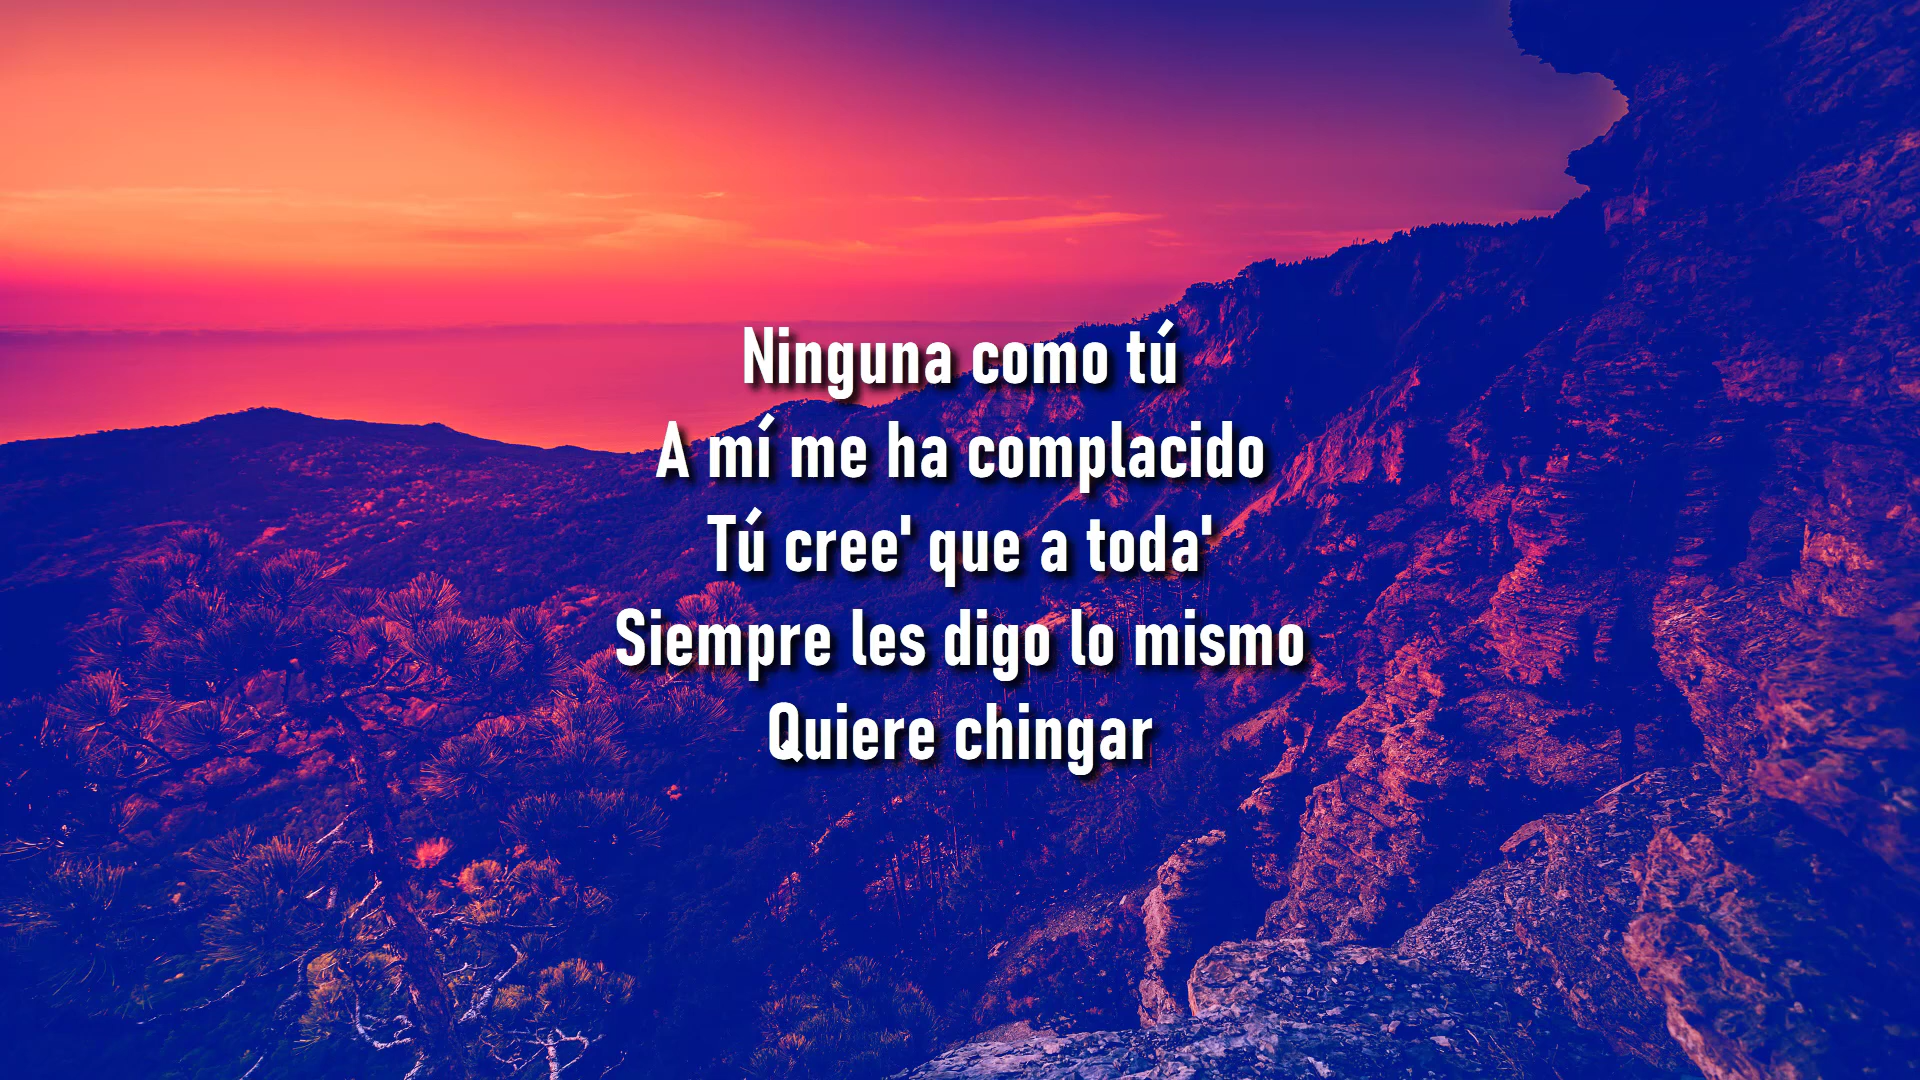 Ninguna como tú
A mí me ha complacido
Tú cree' que a toda'
Siempre les digo lo mismo
Quiere chingar